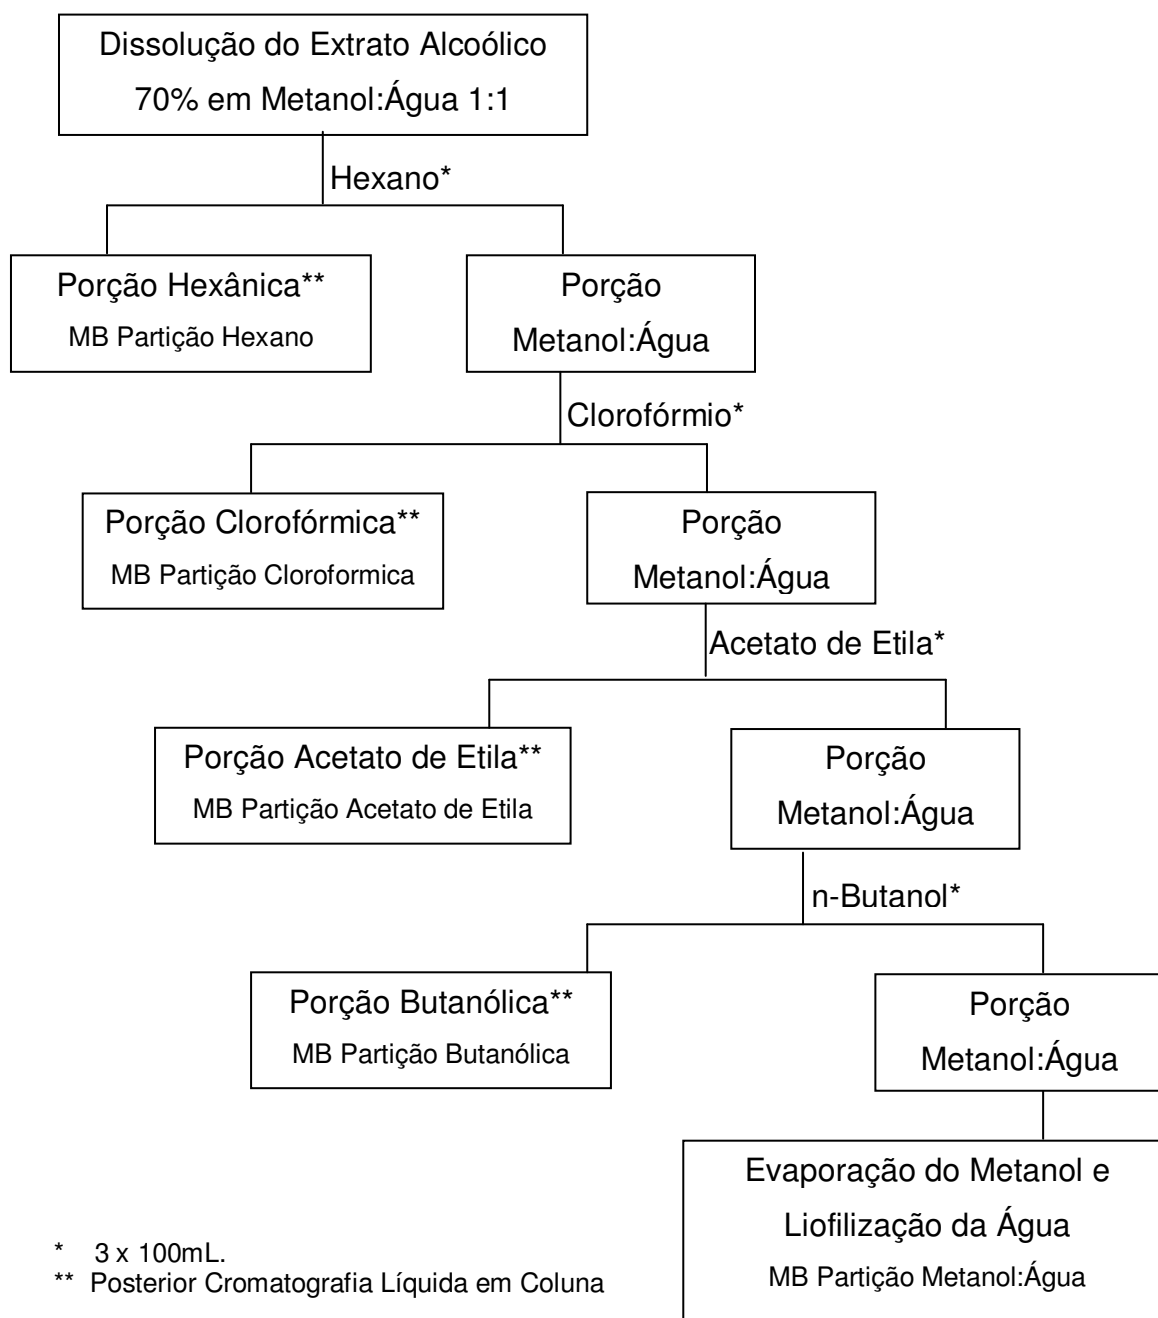 Dissolução do Extrato Alcoólico
70% em Metanol:Água 1:1
Hexano*
Porção Hexânica**
MB Partição Hexano
Porção
Metanol:Água
Clorofórmio*
Porção Clorofórmica**
MB Partição Cloroformica
Porção
Metanol:Água
Acetato de Etila*
Porção Acetato de Etila**
MB Partição Acetato de Etila
Porção
Metanol:Água
n-Butanol*
Porção Butanólica**
MB Partição Butanólica
Porção
Metanol:Água
Evaporação do Metanol e
Liofilização da Água
MB Partição Metanol:Água
* 3 x 100mL.
** Posterior Cromatografia Líquida em Coluna